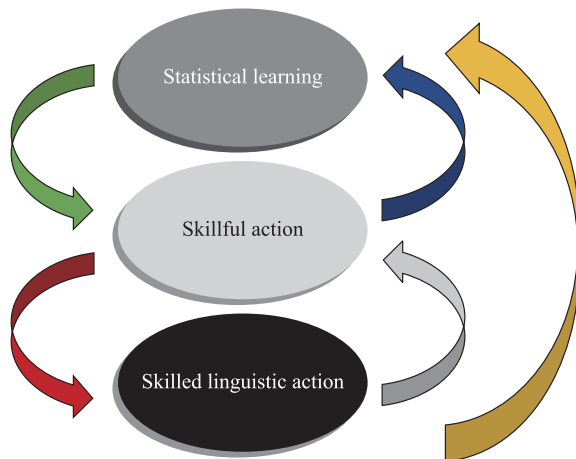 Statistical learning
Skillful action
Skilled linguistic action